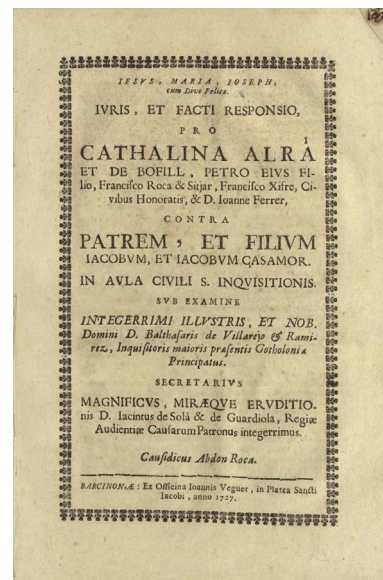 IESVS, MARIA, IOSEPH,
cum Divo Felice.
IVRIS, ET FACTI RESPONSIO,
PRO
CATHALINA ALRÁ
ET DE BOFILL, PETRO EIVS FI-
lio, Franciſco Roca & Sitjar, Franciſco Xifre, Ci-
vibus Honoratis, & D. Ioanne Ferrer,
CONTRA
PATREM, ET FILIVM
IACOBVM, ET IACOBVM ÇASAMOR.
IN AVLA CIVILI S. INQVISITIONIS.
SVB EXAMINE
INTEGERRIMI ILLVSTRIS, ET NOB.
Domini D. Balthaſaris de Villarejo & Rami-
rez, Inquiſitoris maioris præſentis Cotholoniæ
Principatus.
SECRETARIVS
MAGNIFICVS, MIRÆQVE ERVDITIO-
nis D. Iacintus de Solà & de Guardiola, Regiæ
Audientiæ Cauſarum Patronus integerrimus.
Cauſidicus Abdon Roca.
BARCINONÆ: Ex Officina Ioannis Veguer, in Platea Sancti
Iacobi, anno 1727.